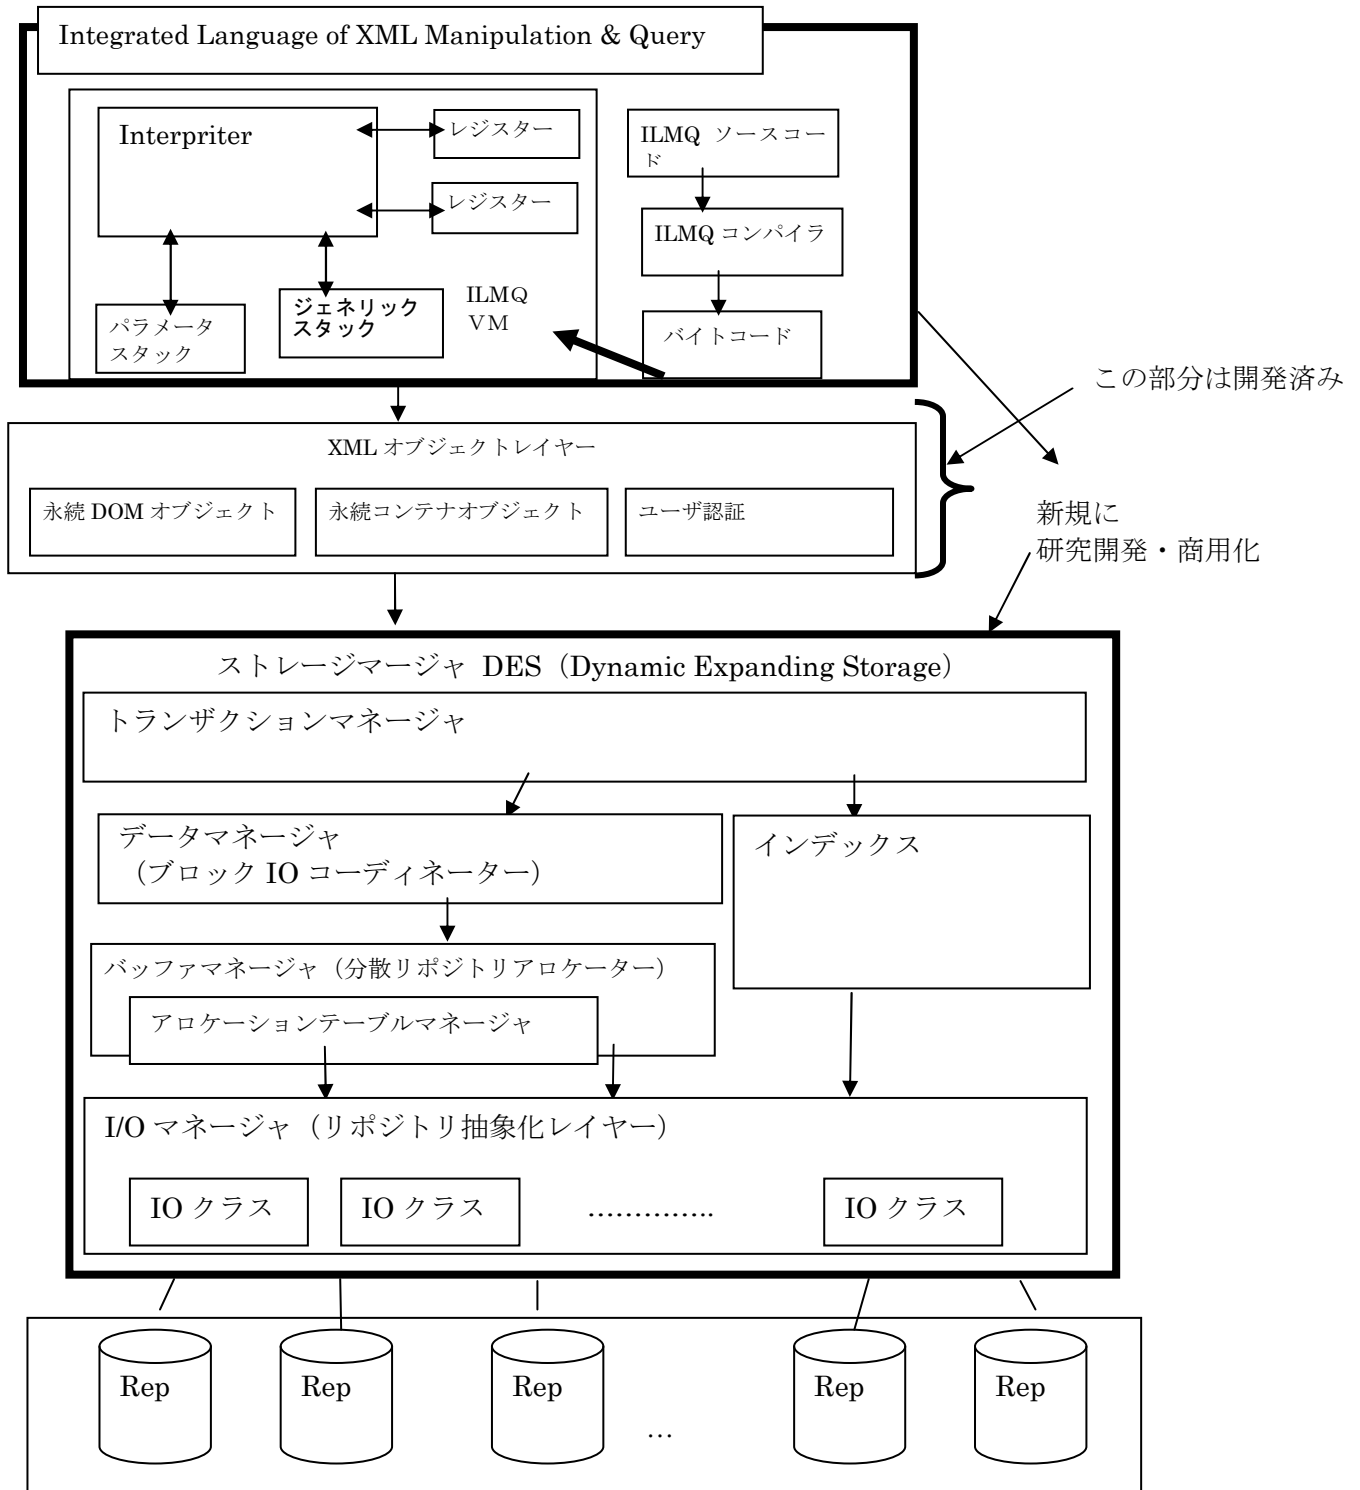 Integrated Language of XML Manipulation & Query
Interpriter
レジスター
レジスター
パラメータ
スタック
ジェネリック
スタック
ILMQ
VM
ILMQ ソースコー
ド
ILMQ コンパイラ
バイトコード
この部分は開発済み
XML オブジェクトレイヤー
永続 DOM オブジェクト
永続コンテナオブジェクト
ユーザ認証
新規に
研究開発・商用化
ストレージマージャ DES（Dynamic Expanding Storage）
トランザクションマネージャ
データマネージャ
（ブロック IO コーディネーター）
インデックス
バッファマネージャ（分散リポジトリアロケーター）
アロケーションテーブルマネージャ
I/O マネージャ（リポジトリ抽象化レイヤー）
IO クラス
IO クラス
…………..
IO クラス
Rep
Rep
Rep
…
Rep
Rep